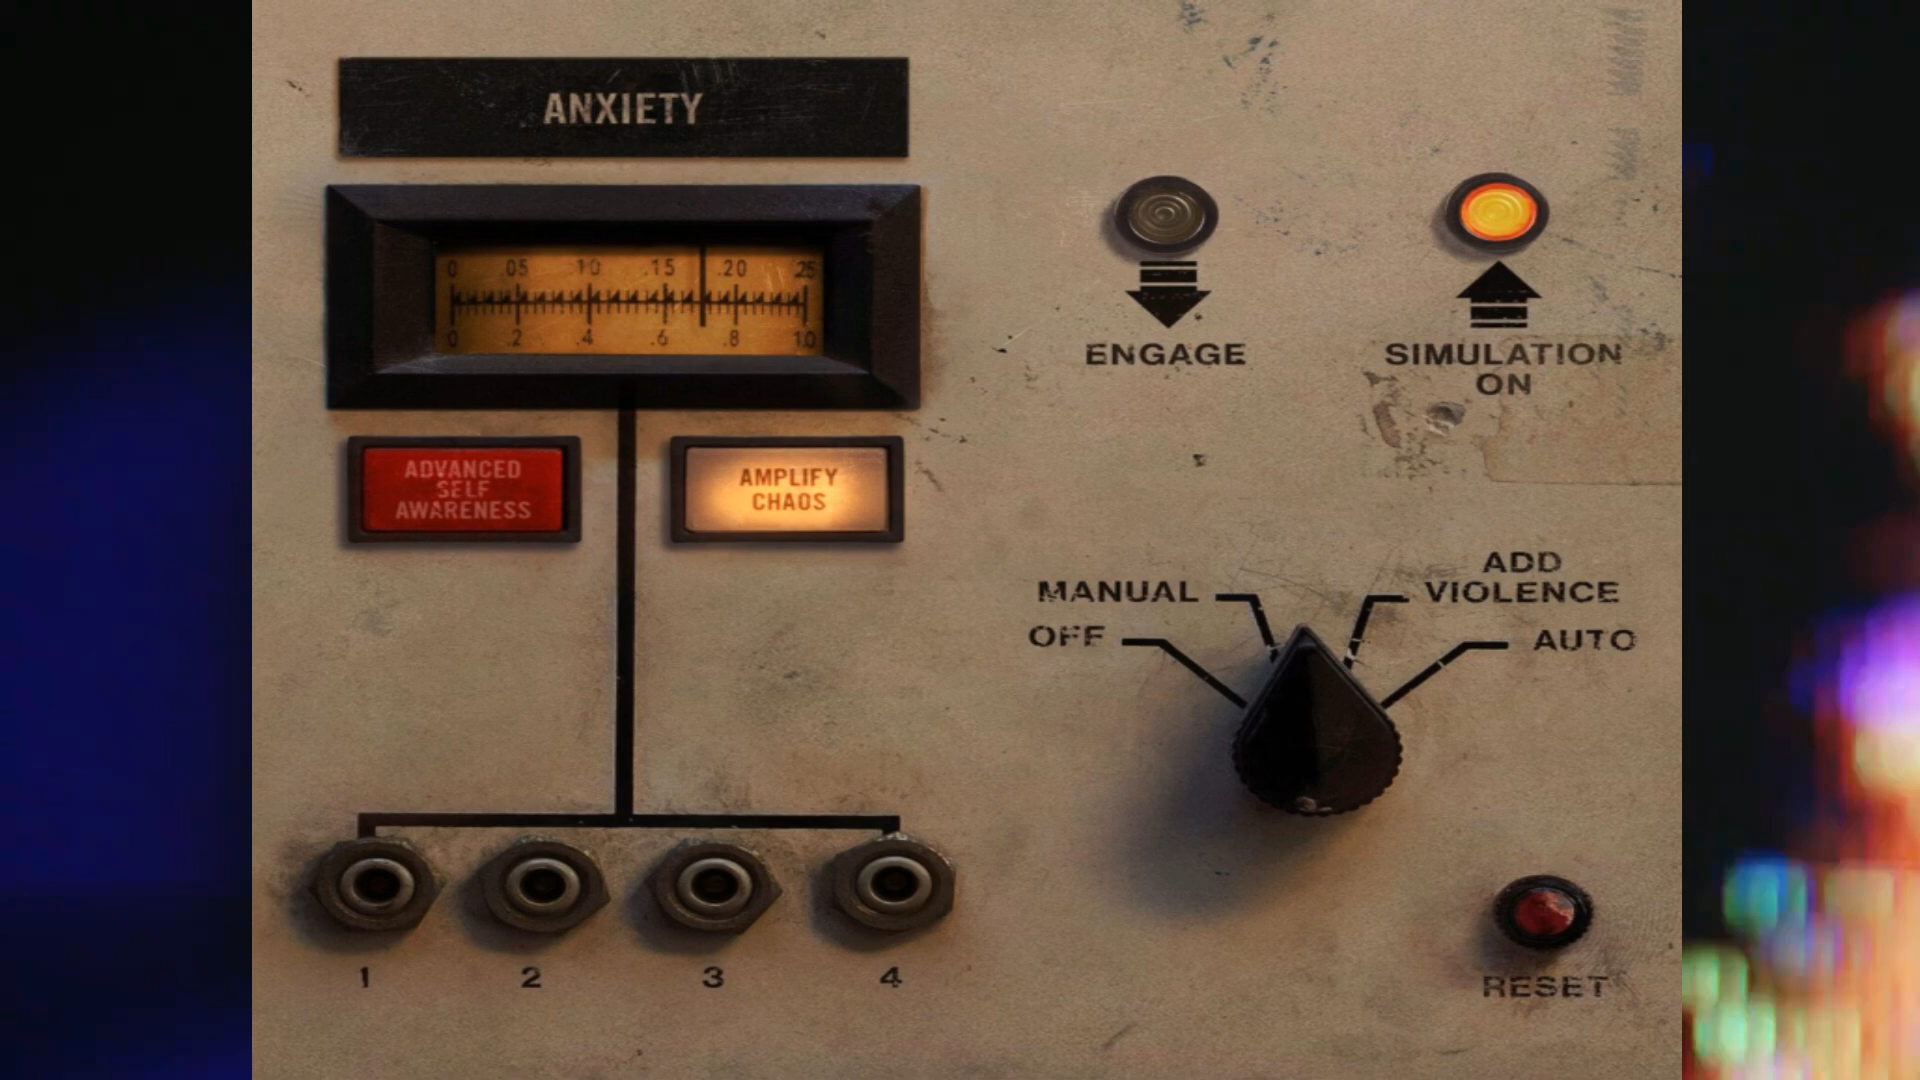 ANXIETY
0 .05 .10 .15 .20 .25
0 .2 .4 .6 .8 1.0
ADVANCED
SELF
AWARENESS
AMPLIFY
CHAOS
1 2 3 4
ENGAGE
SIMULATION
ON
MANUAL
OFF
ADD
VIOLENCE
AUTO
RESET